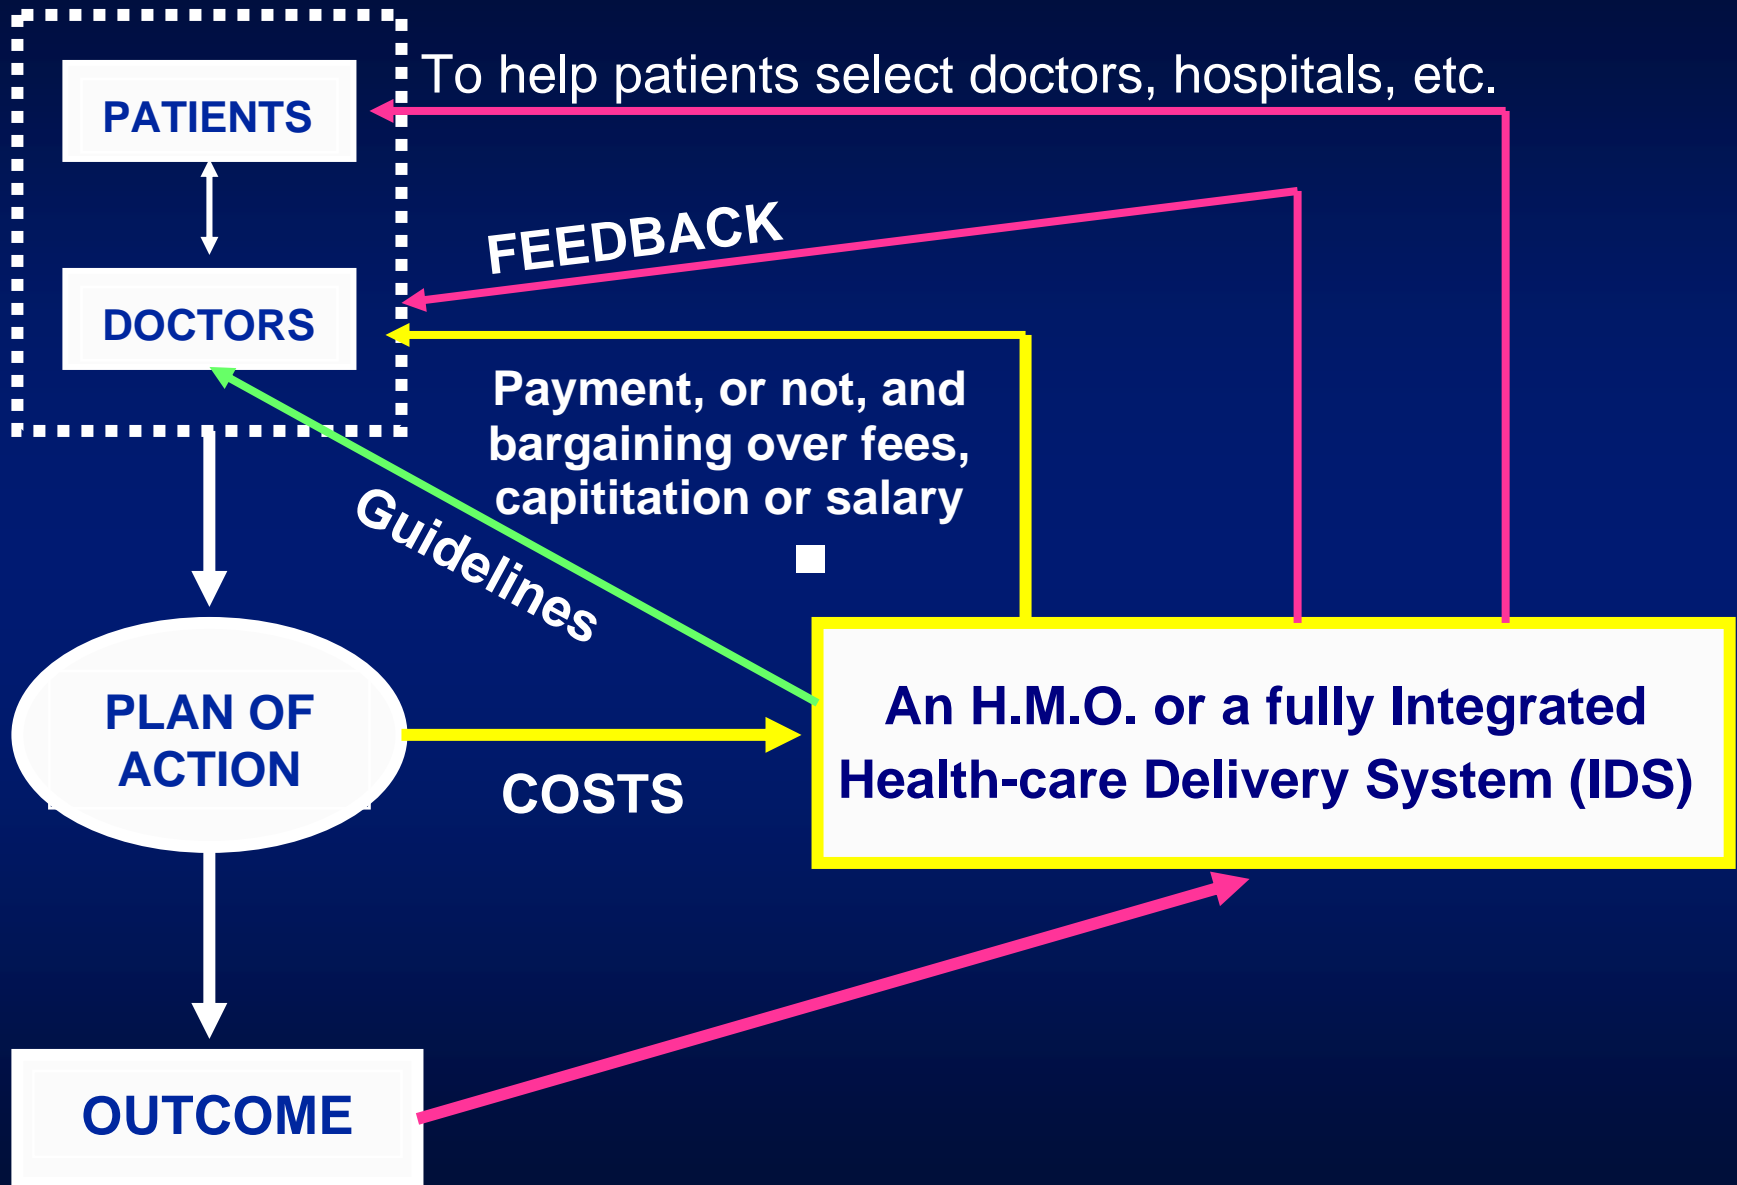 PATIENTS
To help patients select doctors, hospitals, etc.
FEEDBACK
DOCTORS
Payment, or not, and
bargaining over fees,
capititation or salary
Guidelines
PLAN OF
ACTION
COSTS
An H.M.O. or a fully Integrated
Health-care Delivery System (IDS)
OUTCOME